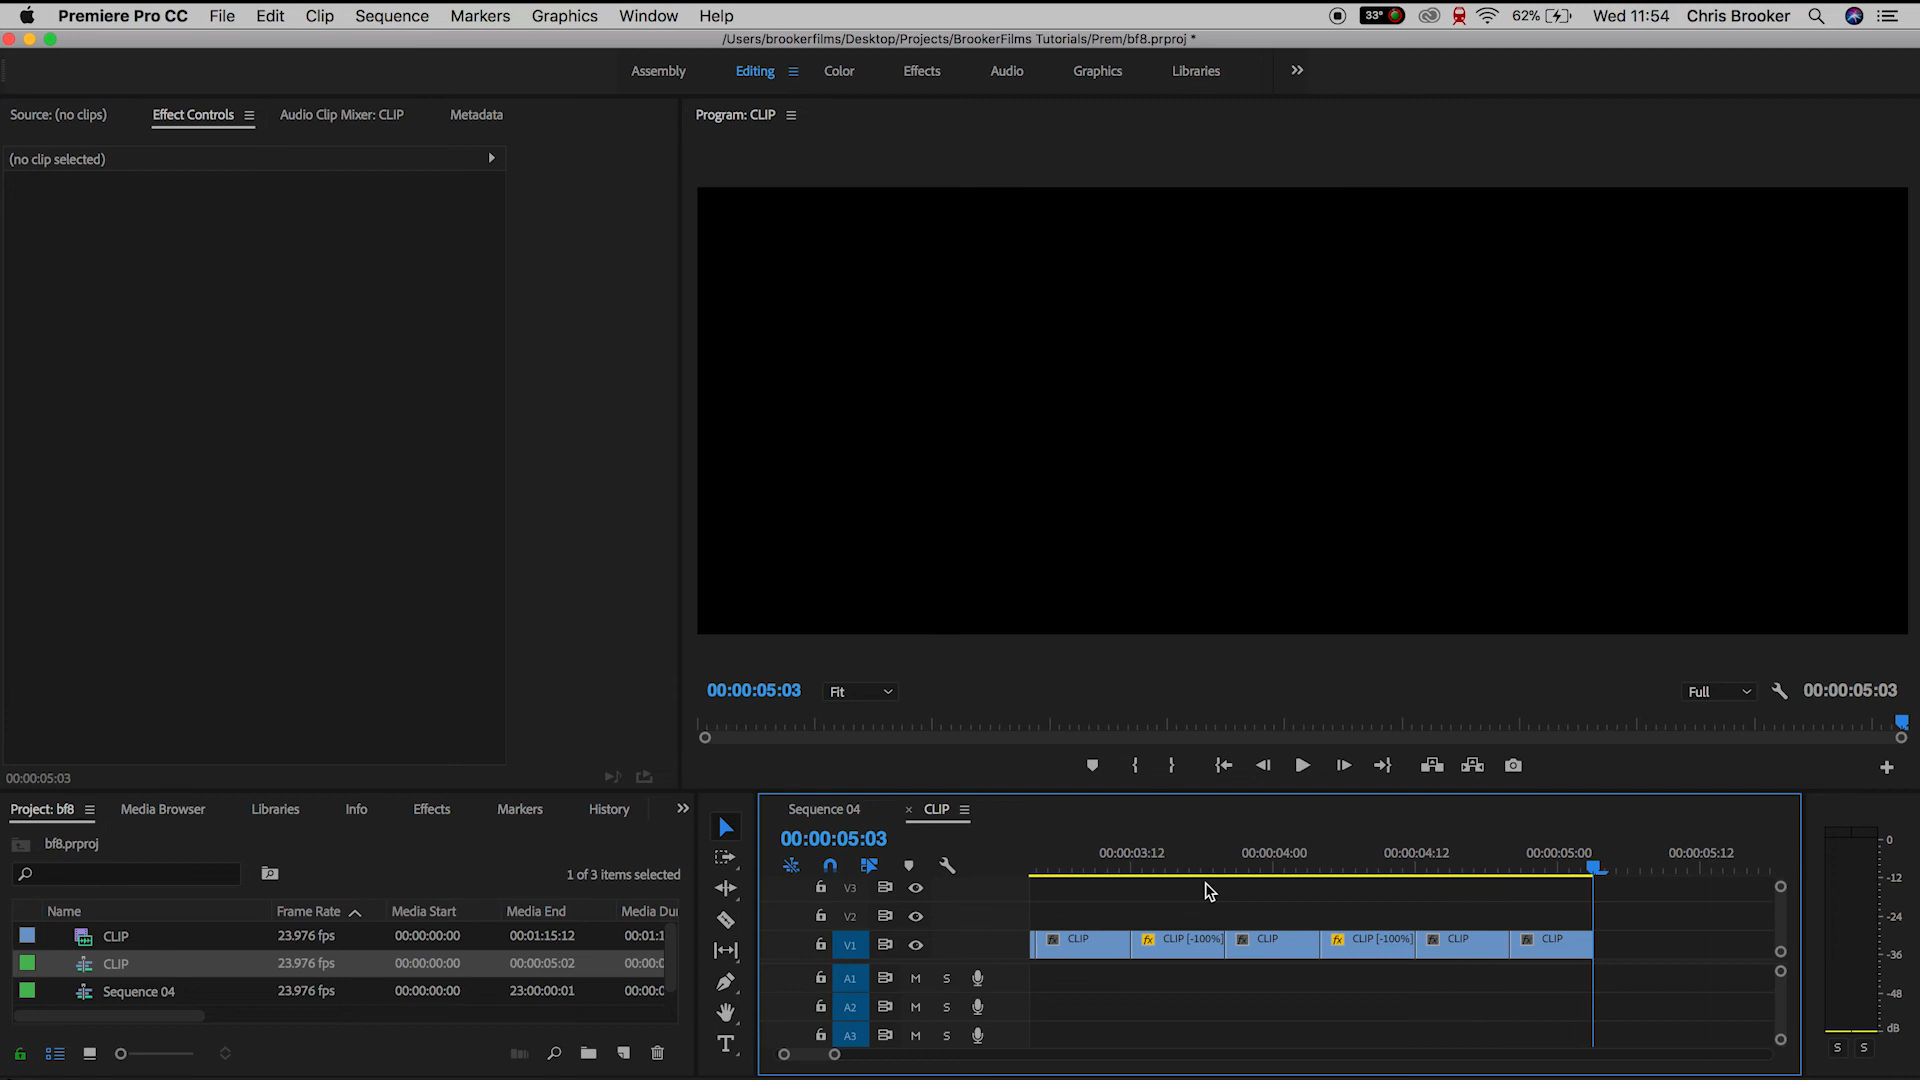 Premiere Pro CC File Edit Clip Sequence Markers Graphics Window Help 33° 62% Wed 11:54 Chris Brooker
/Users/brookerfilms/Desktop/Projects/BrookerFilms Tutorials/Prem/bf8.prproj *
Assembly Editing Color Effects Audio Graphics Libraries
Source: (no clips) Effect Controls Audio Clip Mixer: CLIP Metadata
Program: CLIP
(no clip selected)
00:00:05:03 Fit Full 00:00:05:03
00:00:05:03
Project: bf8 Media Browser Libraries Info Effects Markers History
Sequence 04 × CLIP
bf8.prproj
00:00:05:03
1 of 3 items selected
00:00:03:12 00:00:04:00 00:00:04:12 00:00:05:00 00:00:05:12
Name Frame Rate Media Start Media End Media Du
CLIP 23.976 fps 00:00:00:00 00:01:15:12 00:01:1
CLIP 23.976 fps 00:00:00:00 00:00:05:02 00:00:0
Sequence 04 23.976 fps 00:00:00:00 23:00:00:01 00:00:0
V3
V2
V1 fx CLIP fx CLIP [-100%] fx CLIP fx CLIP [-100%] fx CLIP fx CLIP
A1 M S
A2 M S
A3 M S
T
0
-12
-24
-36
-48
dB
S S